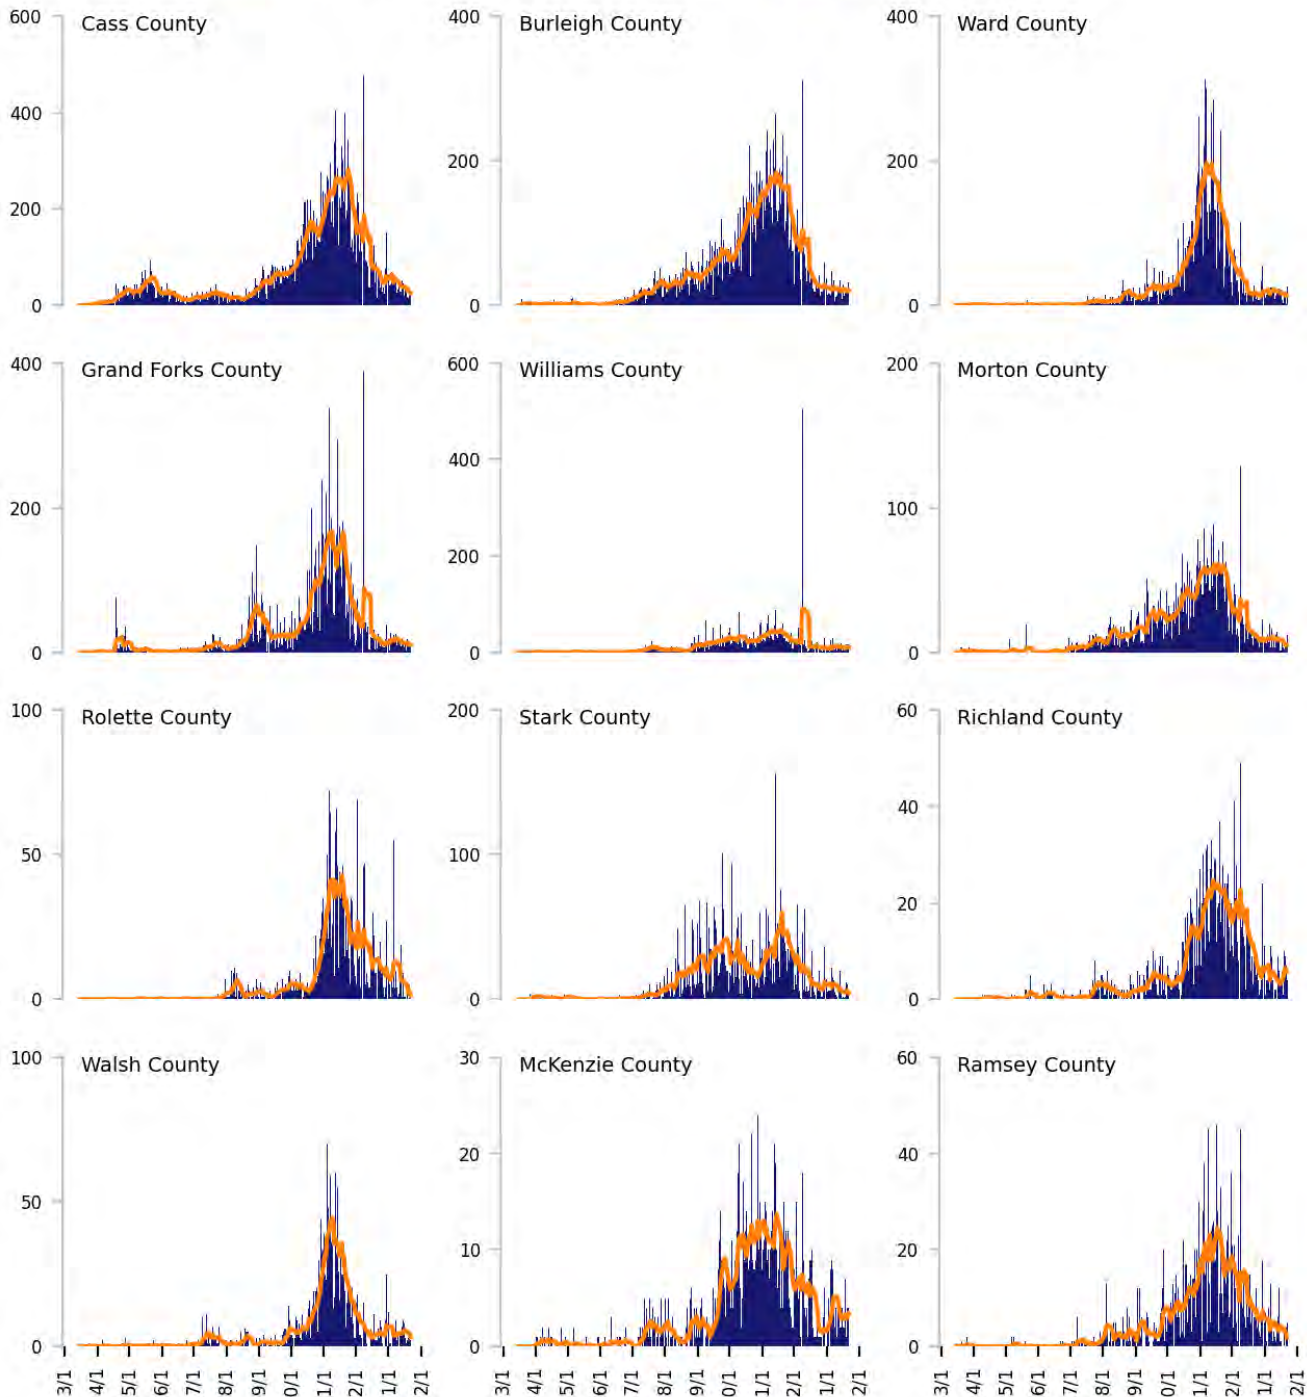 600 Cass County 400 Burleigh County 400 Ward County
400 200 200
200
0 0 0
400 Grand Forks County 600 Williams County 200 Morton County
400
200 200 100
0 0 0
100 Rolette County 200 Stark County 60 Richland County
50 100 40
20
0 0 0
100 Walsh County 30 McKenzie County 60 Ramsey County
50 20 40
10 20
0 0 0
3/1 4/1 5/1 6/1 7/1 8/1 9/1 0/1 1/1 2/1 1/1 2/1 3/1 4/1 5/1 6/1 7/1 8/1 9/1 0/1 1/1 2/1 1/1 2/1 3/1 4/1 5/1 6/1 7/1 8/1 9/1 0/1 1/1 2/1 1/1 2/1